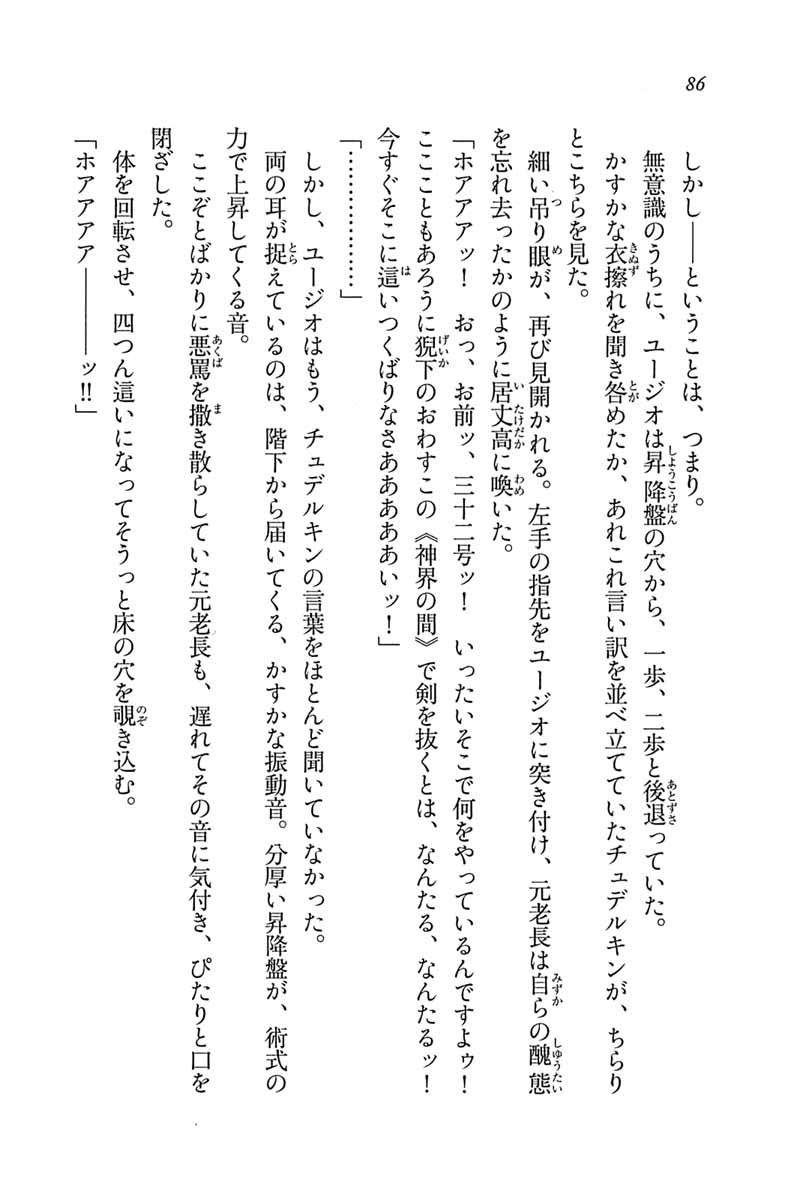 86
しかし――ということは、つまり。
無意識のうちに、ユージオは昇降盤の穴から、一歩、二歩と後退っていた。
かすかな衣擦れを聞き咎めたか、あれこれ言い訳を並べ立てていたチュデルキンが、ちらり
とこちらを見た。
細い吊り眼が、再び見開かれる。左手の指先をユージオに突き付け、元老長は自らの醜態
を忘れ去ったかのように居丈高に喚いた。
「ホアアアッ！　おっ、お前ッ、三十二号ッ！　いったいそこで何をやっているんですよゥ！
こここともあろうに猊下のおわすこの《神界の間》で剣を抜くとは、なんたる、なんたるッ！
今すぐそこに這いつくばりなさあああああいッ！」
「………………」
しかし、ユージオはもう、チュデルキンの言葉をほとんど聞いていなかった。
両の耳が捉えているのは、階下から届いてくる、かすかな振動音。分厚い昇降盤が、術式の
力で上昇してくる音。
ここぞとばかりに悪罵を撒き散らしていた元老長も、遅れてその音に気付き、ぴたりと口を
閉ざした。
体を回転させ、四つん這いになってそうっと床の穴を覗き込む。
「ホアアアア――――ッ!!」